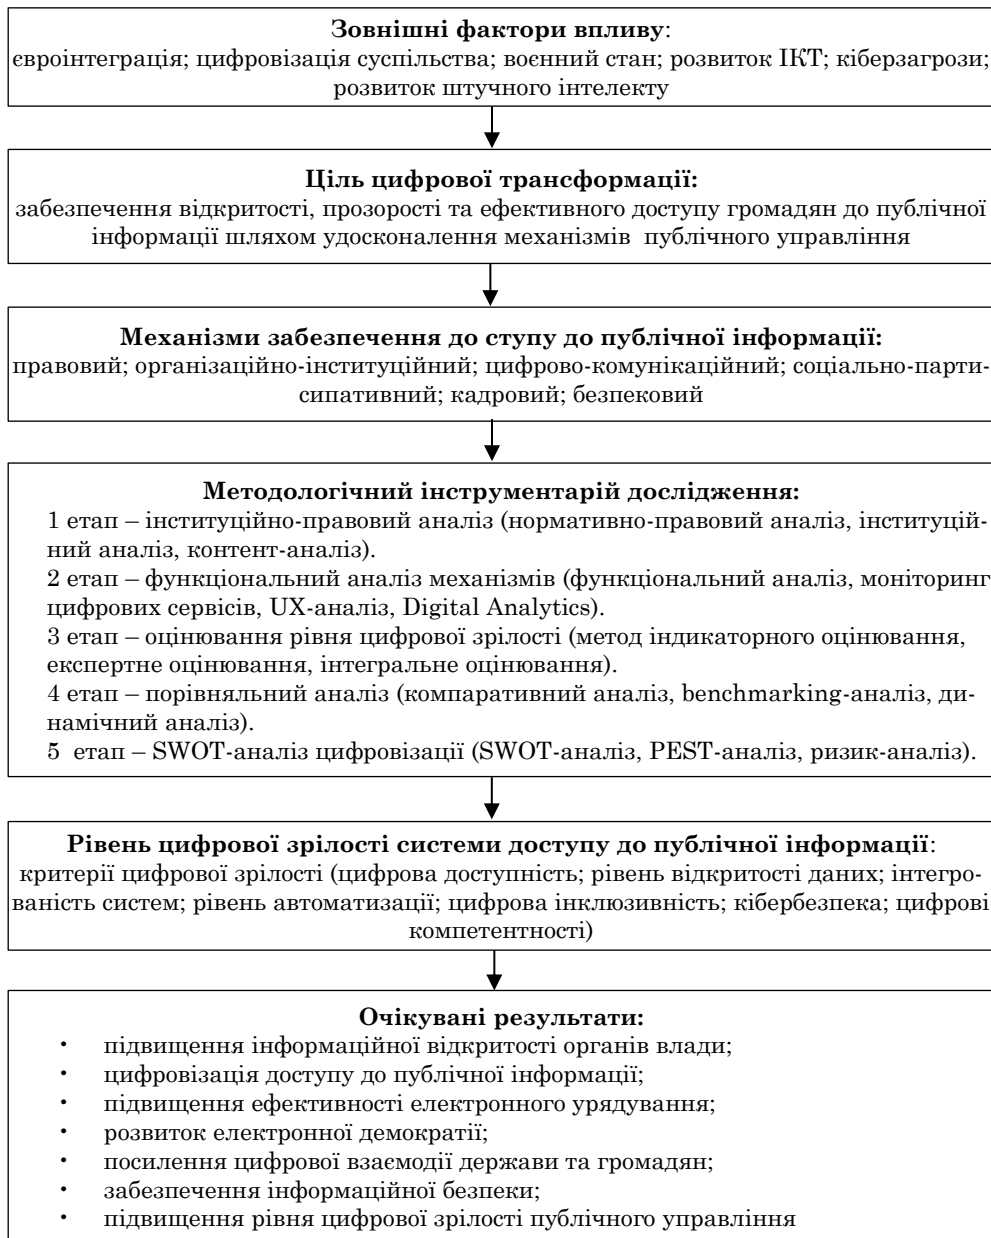 Зовнішні фактори впливу:
євроінтеграція; цифровізація суспільства; воєнний стан; розвиток ІКТ; кіберзагрози;
розвиток штучного інтелекту
Ціль цифрової трансформації:
забезпечення відкритості, прозорості та ефективного доступу громадян до публічної
інформації шляхом удосконалення механізмів публічного управління
Механізми забезпечення до ступу до публічної інформації:
правовий; організаційно-інституційний; цифрово-комунікаційний; соціально-парти-
сипативний; кадровий; безпековий
Методологічний інструментарій дослідження:
1 етап – інституційно-правовий аналіз (нормативно-правовий аналіз, інституцій-
ний аналіз, контент-аналіз).
2 етап – функціональний аналіз механізмів (функціональний аналіз, моніторинг
цифрових сервісів, UX-аналіз, Digital Analytics).
3 етап – оцінювання рівня цифрової зрілості (метод індикаторного оцінювання,
експертне оцінювання, інтегральне оцінювання).
4 етап – порівняльний аналіз (компаративний аналіз, benchmarking-аналіз, ди-
намічний аналіз).
5 етап – SWOT-аналіз цифровізації (SWOT-аналіз, PEST-аналіз, ризик-аналіз).
Рівень цифрової зрілості системи доступу до публічної інформації:
критерії цифрової зрілості (цифрова доступність; рівень відкритості даних; інтегро-
ваність систем; рівень автоматизації; цифрова інклюзивність; кібербезпека; цифрові
компетентності)
Очікувані результати:
• підвищення інформаційної відкритості органів влади;
• цифровізація доступу до публічної інформації;
• підвищення ефективності електронного урядування;
• розвиток електронної демократії;
• посилення цифрової взаємодії держави та громадян;
• забезпечення інформаційної безпеки;
• підвищення рівня цифрової зрілості публічного управління